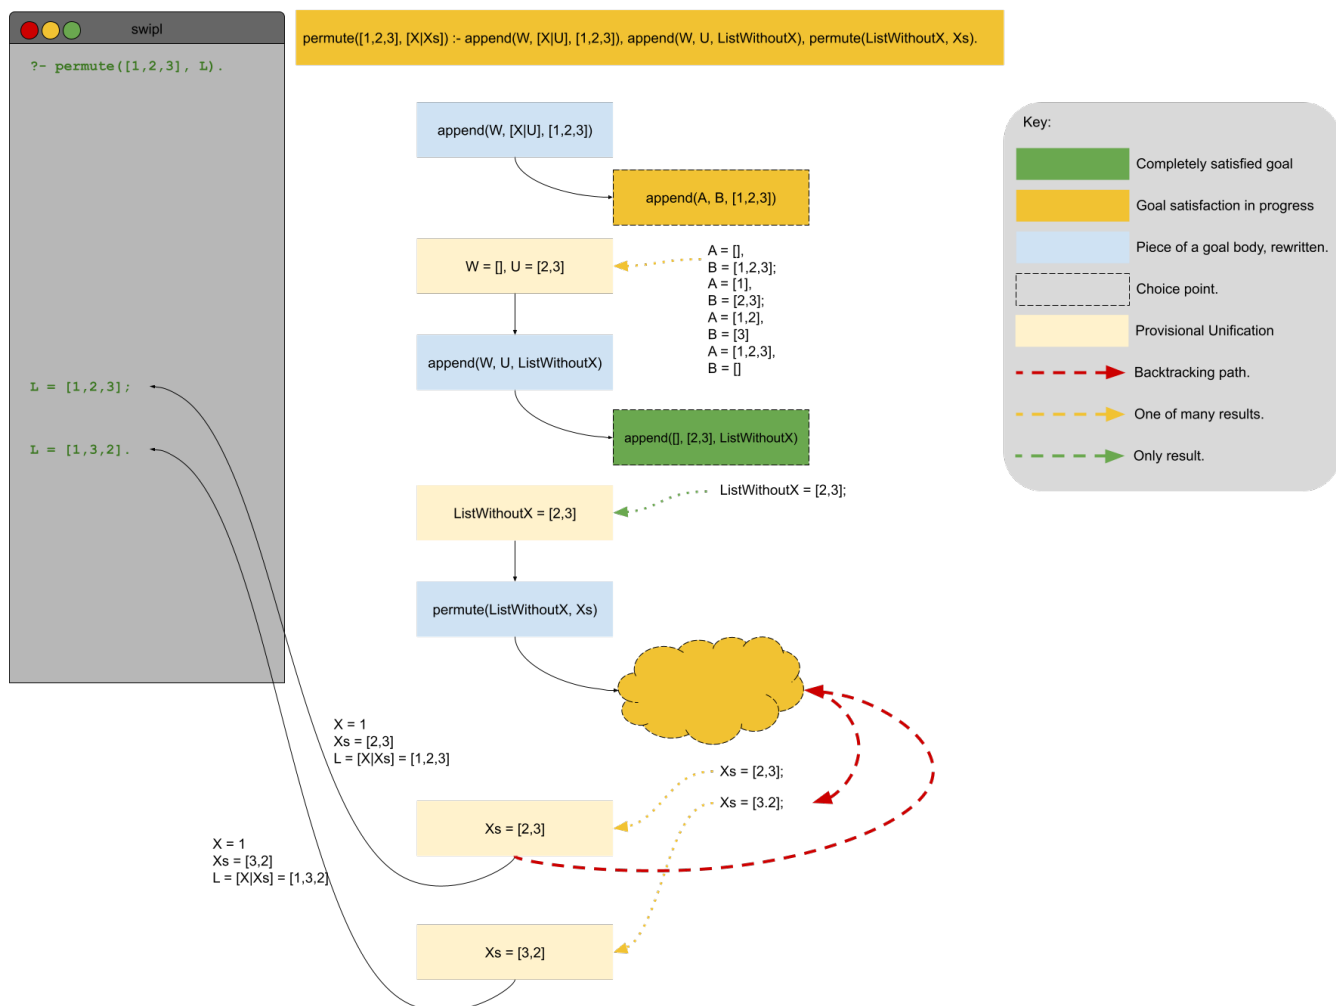 swipl
?- permute([1,2,3], L).
L = [1,2,3];
L = [1,3,2].
permute([1,2,3], [X|Xs]) :- append(W, [X|U], [1,2,3]), append(W, U, ListWithoutX), permute(ListWithoutX, Xs).
append(W, [X|U], [1,2,3])
append(A, B, [1,2,3])
W = [], U = [2,3]
A = [],
B = [1,2,3];
A = [1],
B = [2,3];
A = [1,2],
B = [3]
A = [1,2,3],
B = []
append(W, U, ListWithoutX)
append([], [2,3], ListWithoutX)
ListWithoutX = [2,3];
ListWithoutX = [2,3]
permute(ListWithoutX, Xs)
X = 1
Xs = [2,3]
L = [X|Xs] = [1,2,3]
Xs = [2,3];
Xs = [3.2];
Xs = [2,3]
X = 1
Xs = [3,2]
L = [X|Xs] = [1,3,2]
Xs = [3,2]
Key:
Completely satisfied goal
Goal satisfaction in progress
Piece of a goal body, rewritten.
Choice point.
Provisional Unification
Backtracking path.
One of many results.
Only result.